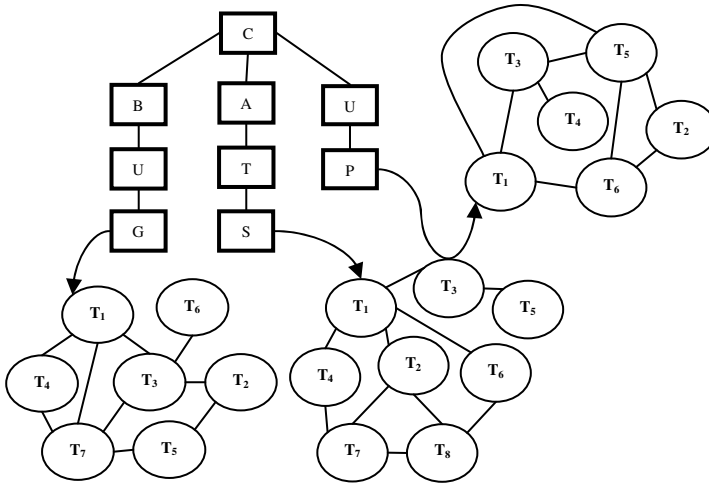 C
B
A
U
U
T
P
G
S
T₃
T₅
T₄
T₂
T₁
T₆
T₁
T₆
T₄
T₃
T₂
T₇
T₅
T₁
T₃
T₅
T₄
T₂
T₆
T₇
T₈